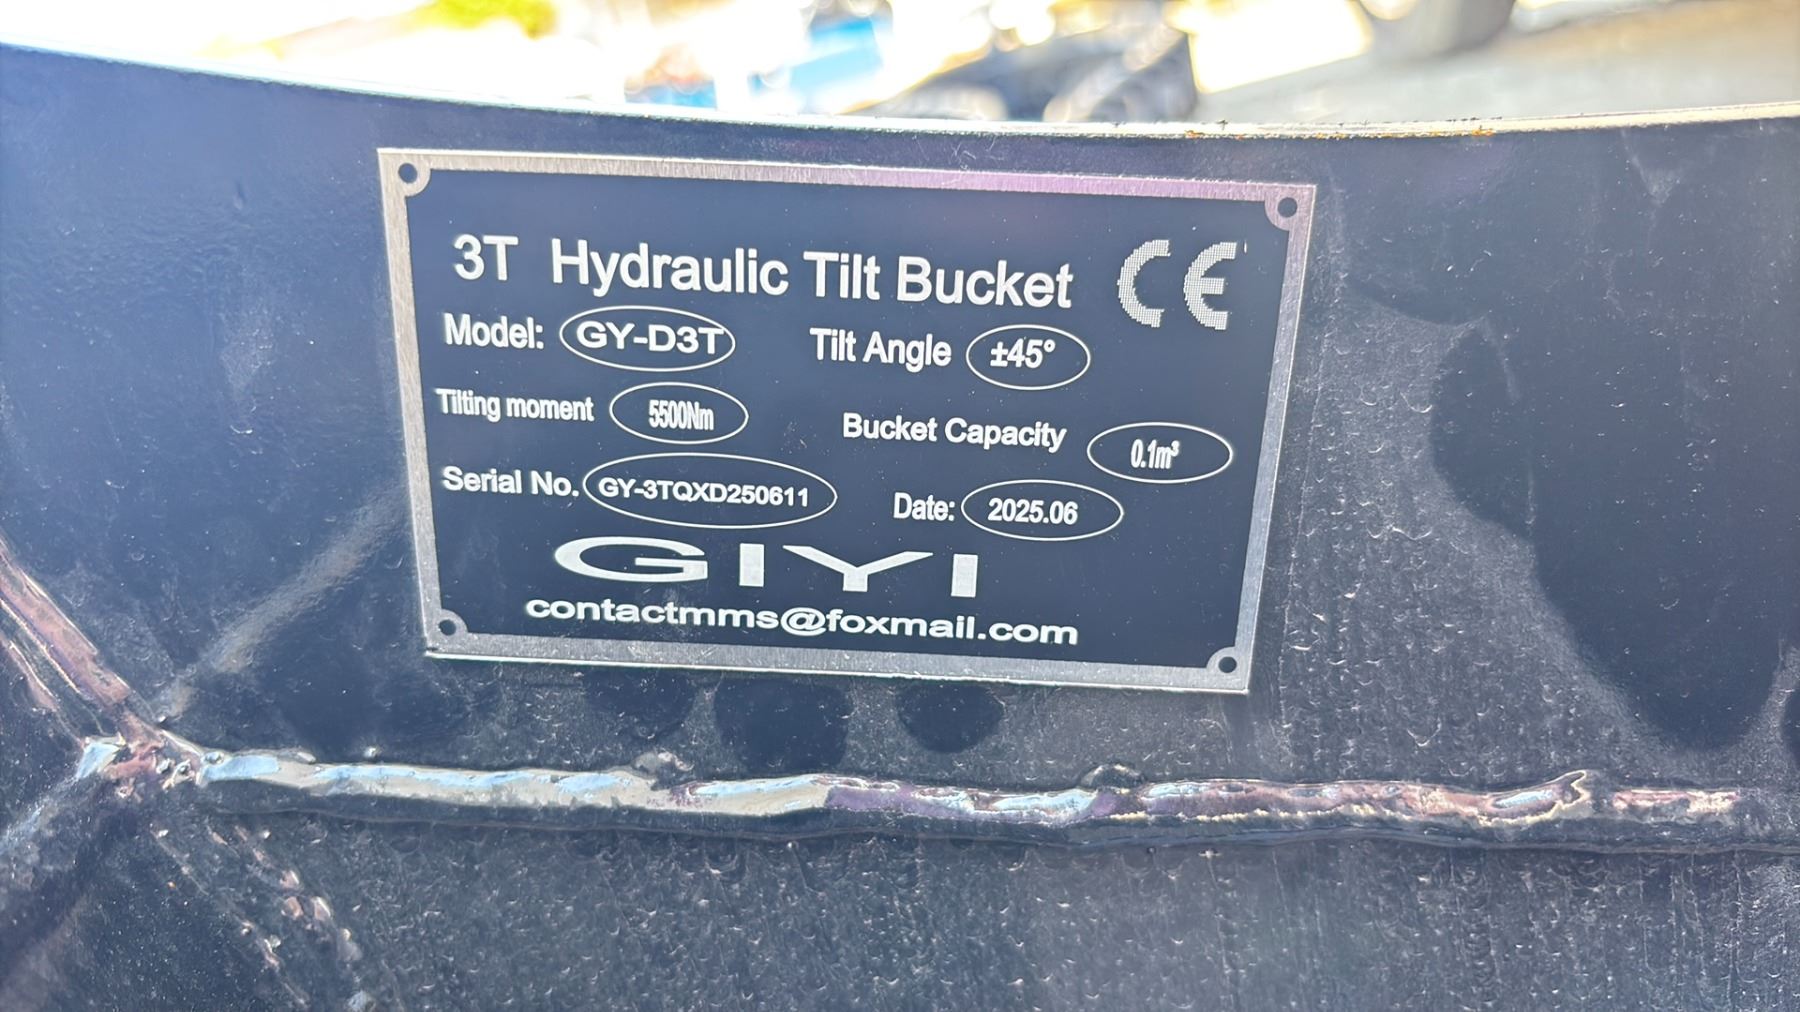 3T Hydraulic Tilt Bucket CE
Model: GY-D3T Tilt Angle ±45°
Tilting moment 5500Nm Bucket Capacity 0.1m³
Serial No. GY-3TQXD250611 Date: 2025.06
GIYI
contactmms@foxmail.com